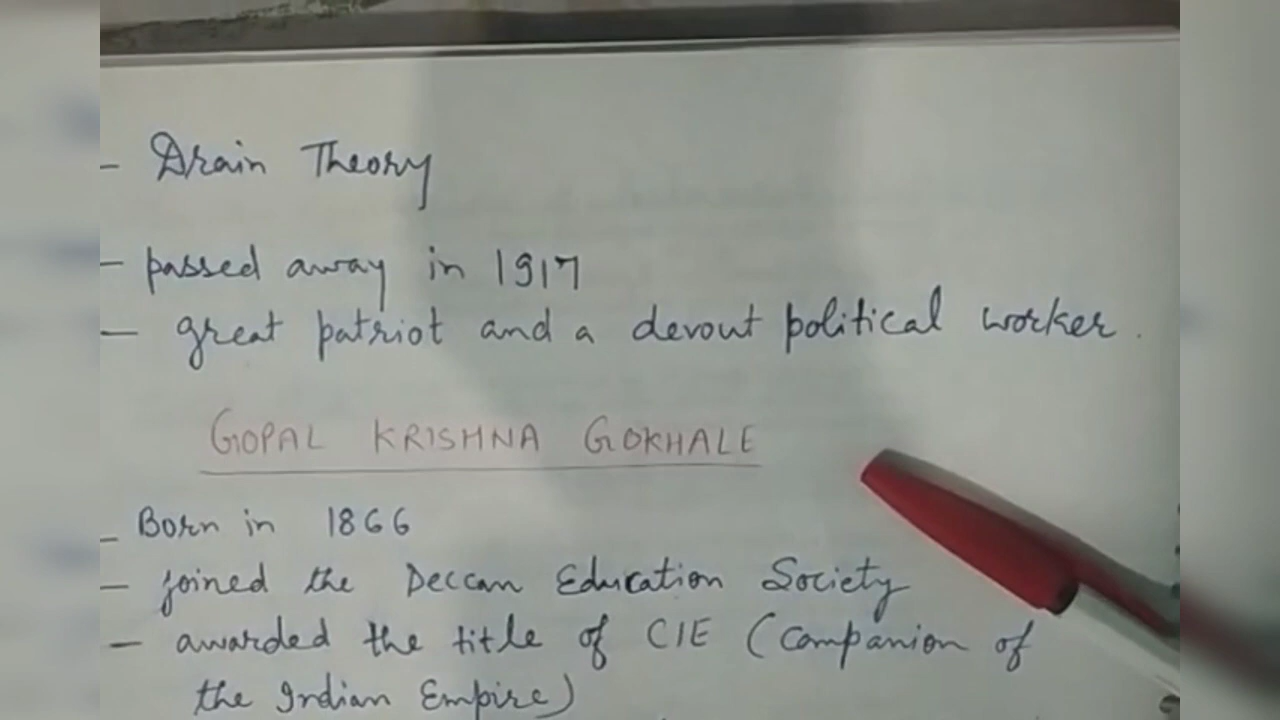 - Drain Theory
- passed away in 1917
- great patriot and a devout political worker.
GOPAL KRISHNA GOKHALE
- Born in 1866
- joined the Deccan Education Society
- awarded the title of CIE (Companion of
the Indian Empire)